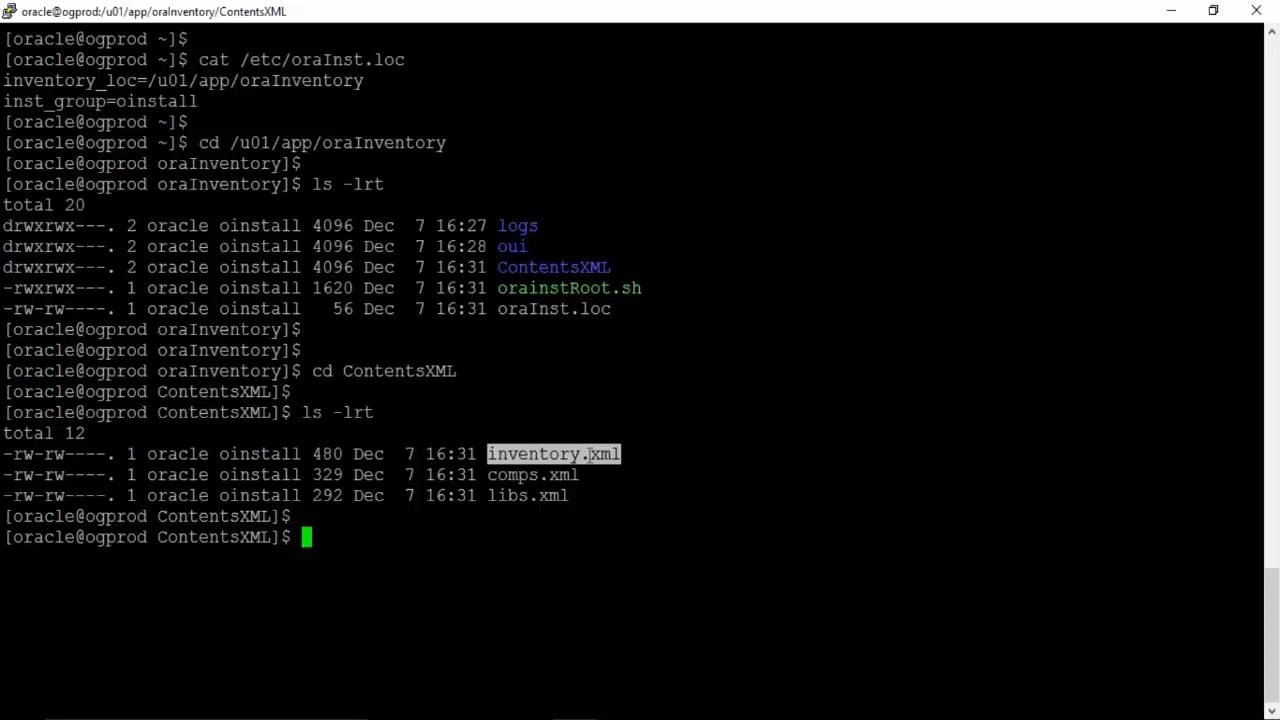 oracle@ogprod:/u01/app/oraInventory/ContentsXML
[oracle@ogprod ~]$
[oracle@ogprod ~]$ cat /etc/oraInst.loc
inventory_loc=/u01/app/oraInventory
inst_group=oinstall
[oracle@ogprod ~]$
[oracle@ogprod ~]$ cd /u01/app/oraInventory
[oracle@ogprod oraInventory]$
[oracle@ogprod oraInventory]$ ls -lrt
total 20
drwxrwx---. 2 oracle oinstall 4096 Dec  7 16:27 logs
drwxrwx---. 2 oracle oinstall 4096 Dec  7 16:28 oui
drwxrwx---. 2 oracle oinstall 4096 Dec  7 16:31 ContentsXML
-rwxrwx---. 1 oracle oinstall 1620 Dec  7 16:31 orainstRoot.sh
-rw-rw----. 1 oracle oinstall   56 Dec  7 16:31 oraInst.loc
[oracle@ogprod oraInventory]$
[oracle@ogprod oraInventory]$
[oracle@ogprod oraInventory]$ cd ContentsXML
[oracle@ogprod ContentsXML]$
[oracle@ogprod ContentsXML]$ ls -lrt
total 12
-rw-rw----. 1 oracle oinstall 480 Dec  7 16:31 inventory.xml
-rw-rw----. 1 oracle oinstall 329 Dec  7 16:31 comps.xml
-rw-rw----. 1 oracle oinstall 292 Dec  7 16:31 libs.xml
[oracle@ogprod ContentsXML]$
[oracle@ogprod ContentsXML]$